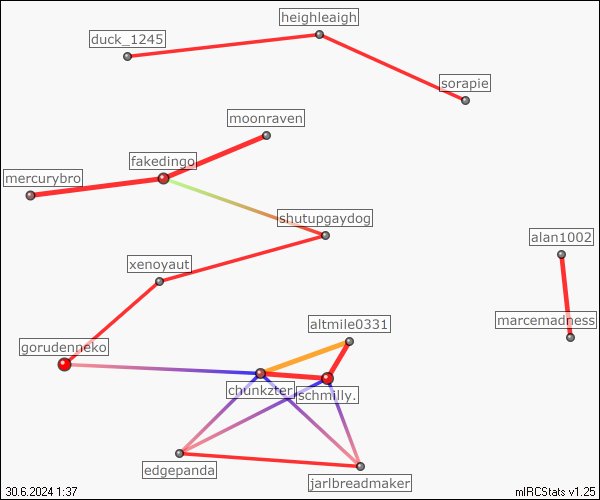 heighleaigh
duck_1245
sorapie
moonraven
fakedingo
mercurybro
shutupgaydog
alan1002
xenoyaut
marcemadness
altmile0331
gorudenneko
chunkzter
schmilly.
edgepanda
jarlbreadmaker
30.6.2024 1:37
mIRCStats v1.25